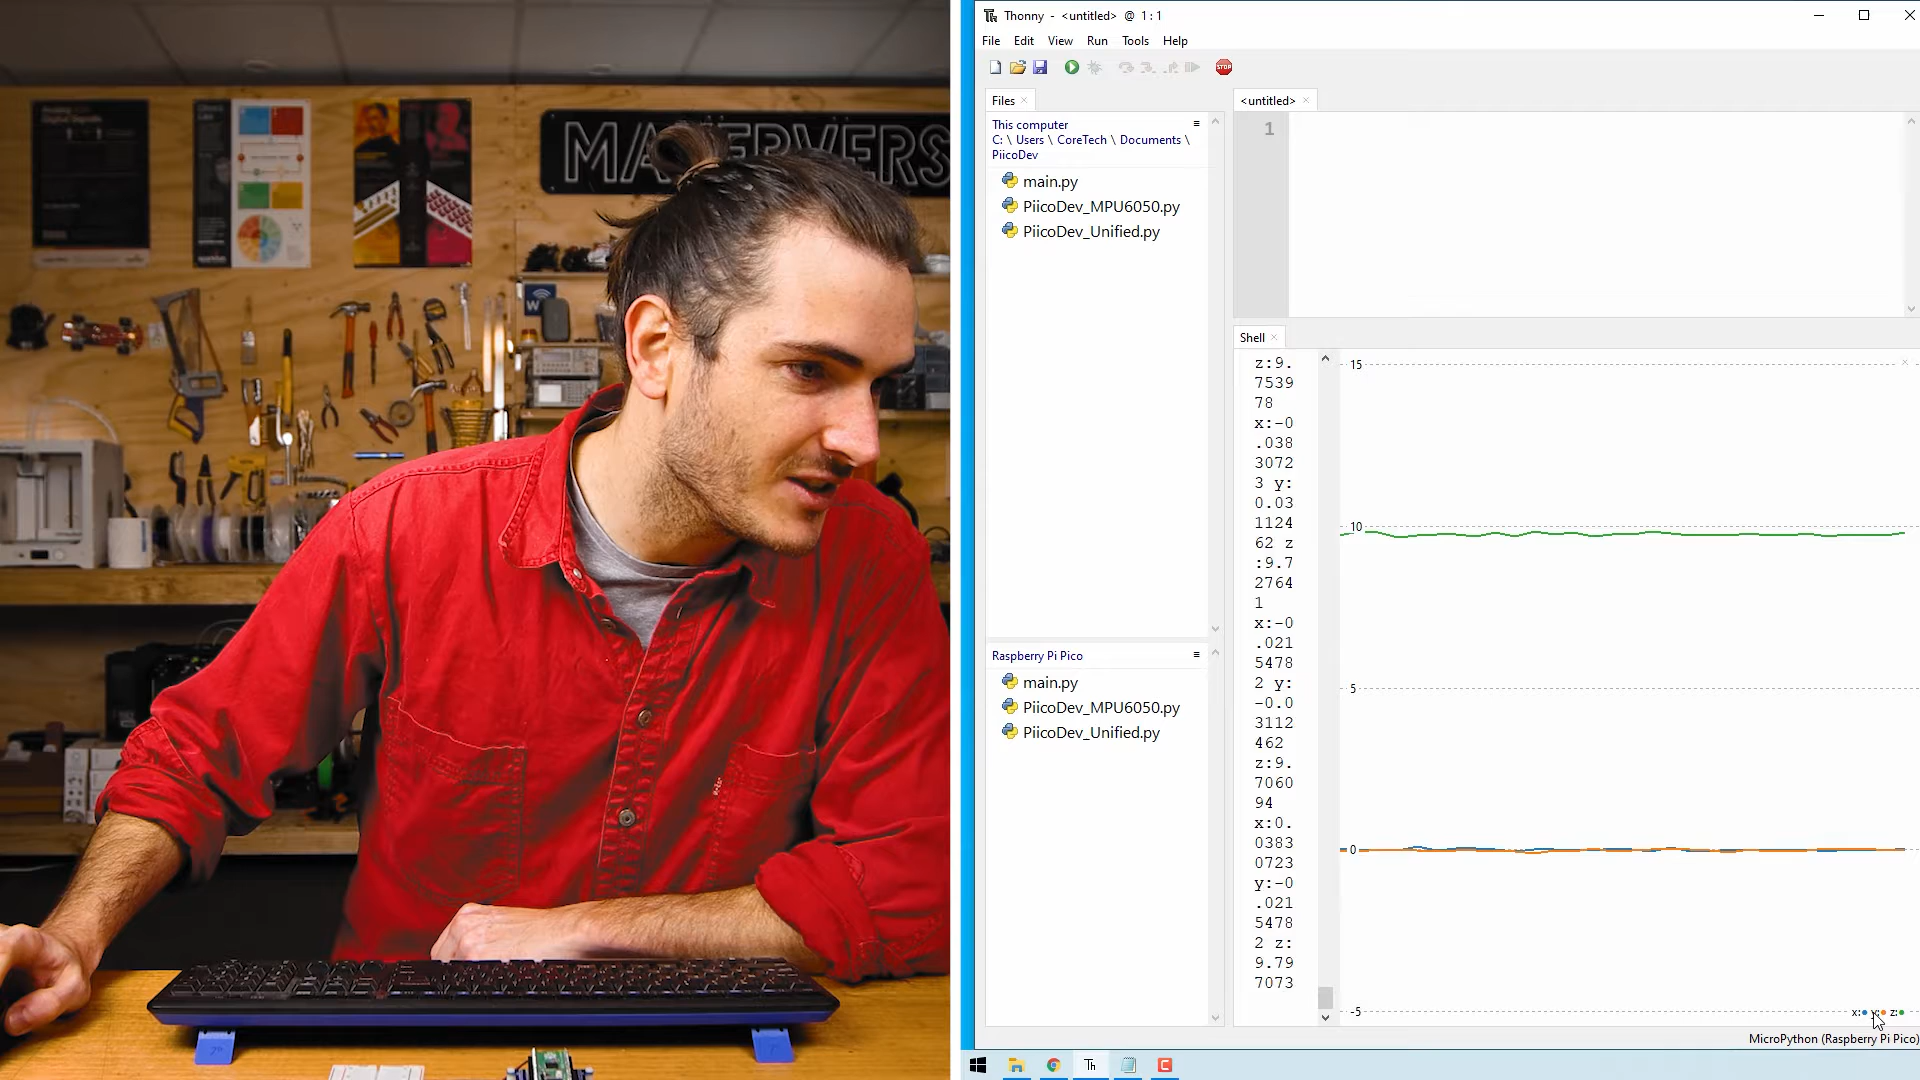 MAKERVERS
Thonny - <untitled> @ 1 : 1
File Edit View Run Tools Help
STOP
Files
<untitled>
This computer
C: \ Users \ CoreTech \ Documents \
PiicoDev
main.py
PiicoDev_MPU6050.py
PiicoDev_Unified.py
1
Shell
z:9.
7539
78
x:-0
.038
3072
3 y:
0.03
1124
62 z
:9.7
2764
1
x:-0
.021
5478
2 y:
-0.0
3112
462
z:9.
7060
94
x:0.
0383
0723
y:-0
.021
5478
2 z:
9.79
7073
15
10
5
0
-5
x: y: z:
Raspberry Pi Pico
main.py
PiicoDev_MPU6050.py
PiicoDev_Unified.py
MicroPython (Raspberry Pi Pico)
Th